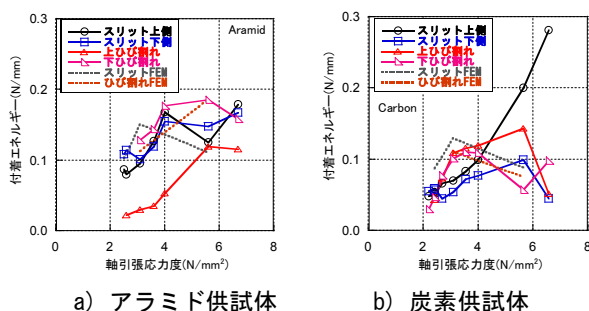 Aramid
スリット上側
スリット下側
上ひび割れ
下ひび割れ
スリットFEM
ひび割れFEM
付着エネルギー(N/mm)
0.3
0.2
0.1
0.0
0 2 4 6 8
軸引張応力度(N/mm²)
a) アラミド供試体
スリット上側
スリット下側
上ひび割れ
下ひび割れ
スリットFEM
ひび割れFEM
Carbon
付着エネルギー(N/mm)
0.3
0.2
0.1
0.0
0 2 4 6 8
軸引張応力度(N/mm²)
b) 炭素供試体